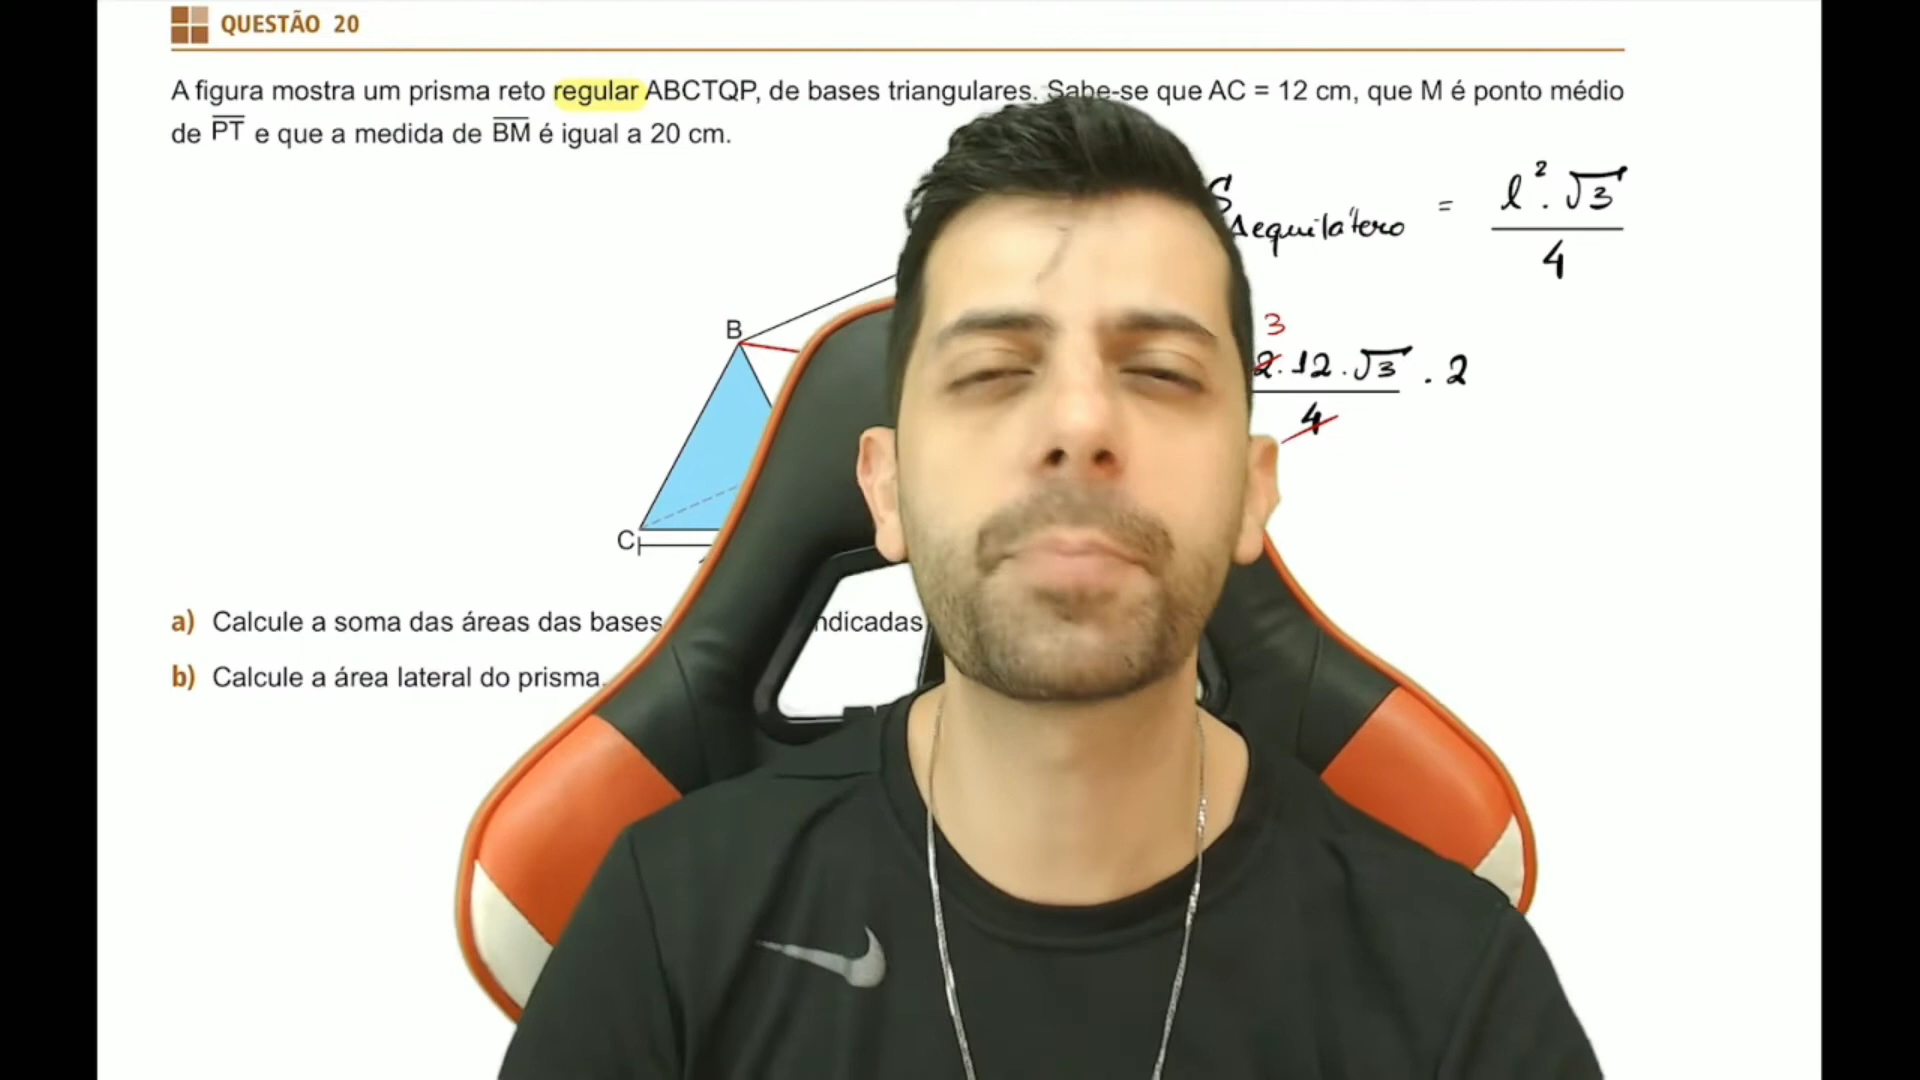 QUESTÃO 20
A figura mostra um prisma reto regular ABCTQP, de bases triangulares. Sabe-se que AC = 12 cm, que M é ponto médio
de PT e que a medida de BM é igual a 20 cm.
S Δequilátero = l² . √3 / 4
B
3
2 . 12 . √3 / 4 . 2
C
a) Calcule a soma das áreas das bases ndicadas
b) Calcule a área lateral do prisma.